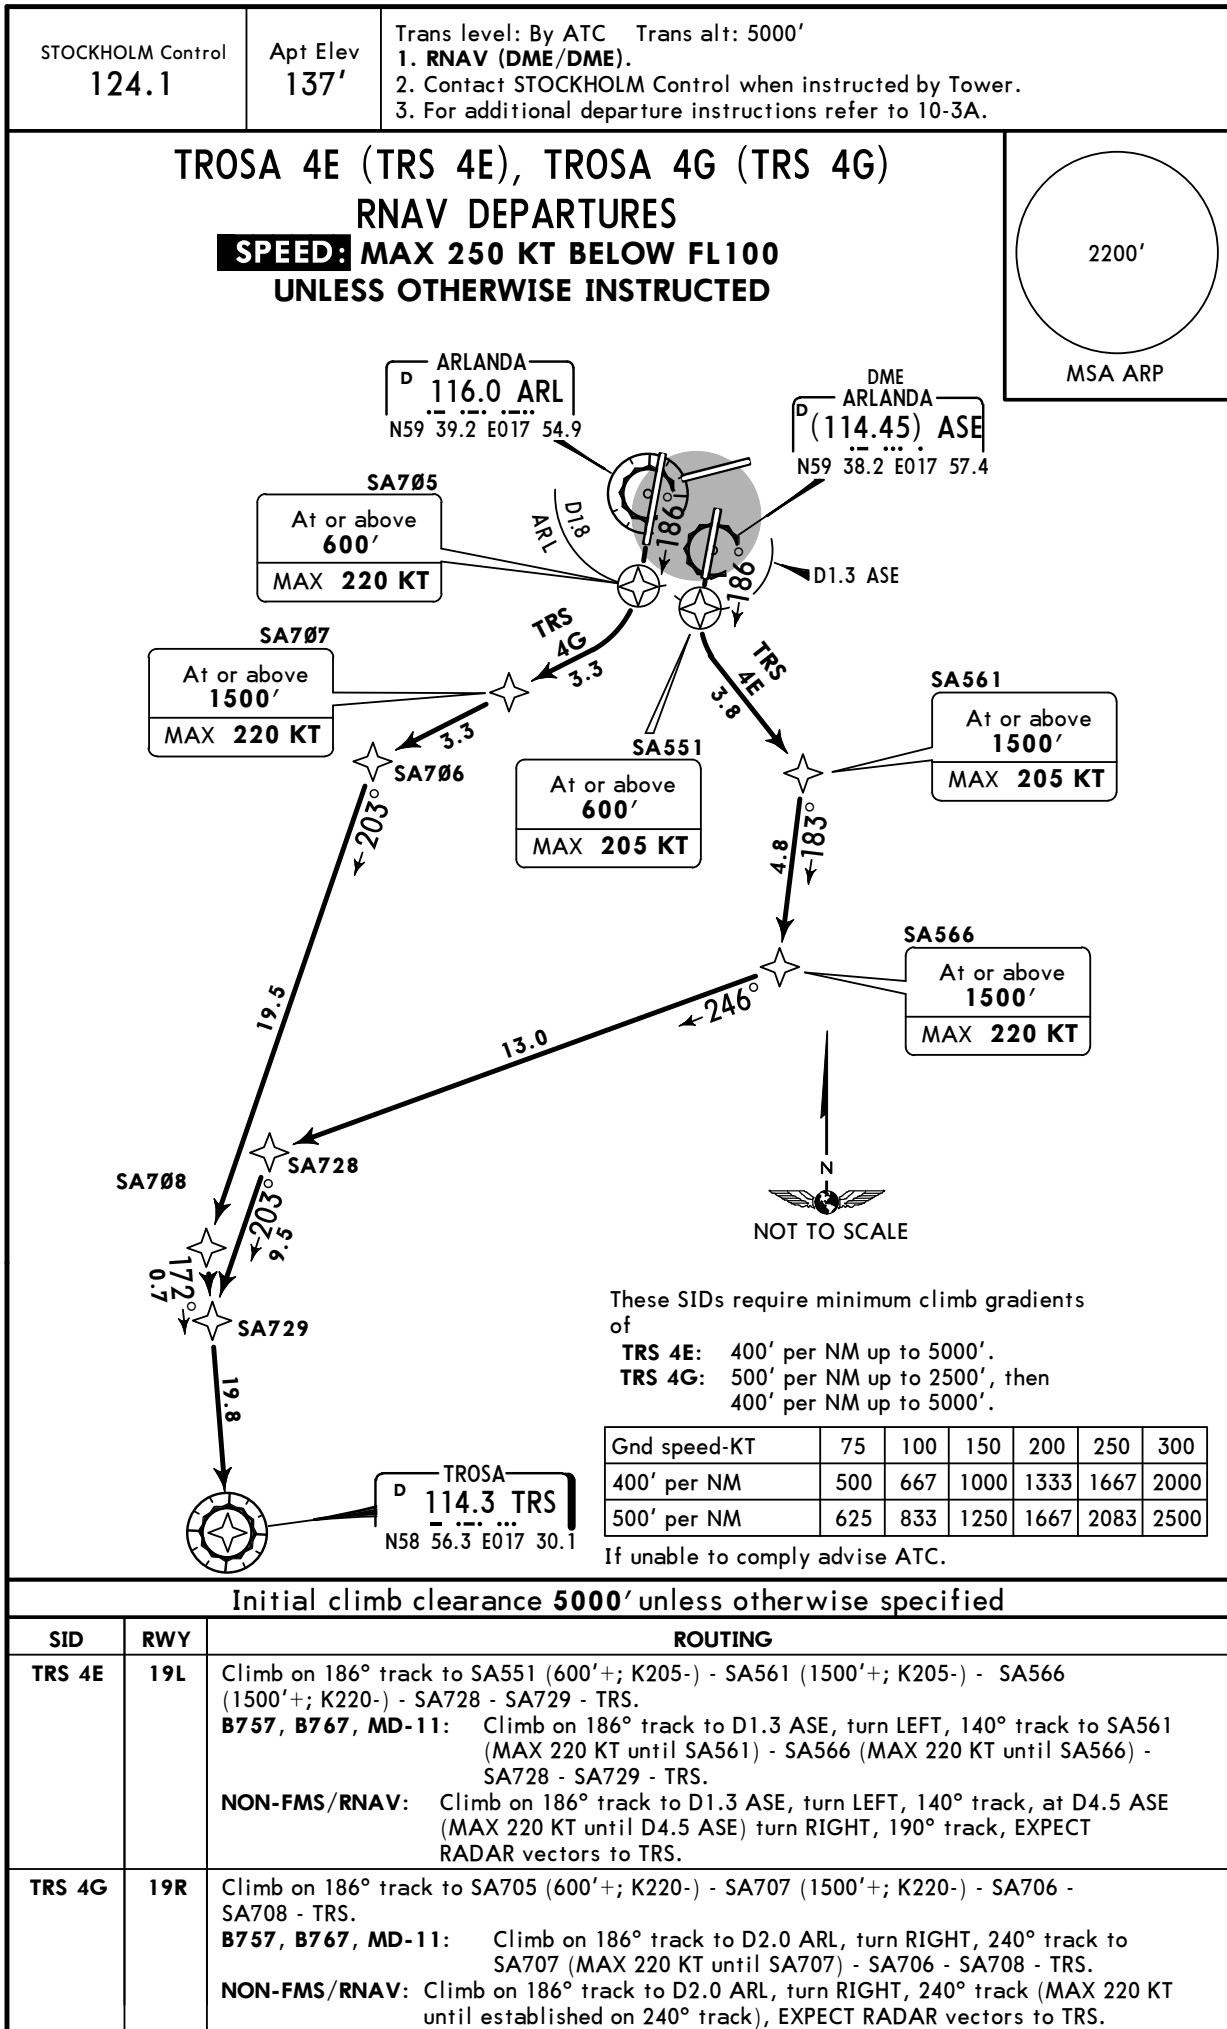 STOCKHOLM Control
124.1
Apt Elev
137'
Trans level: By ATC Trans alt: 5000'
1. RNAV (DME/DME).
2. Contact STOCKHOLM Control when instructed by Tower.
3. For additional departure instructions refer to 10-3A.
TROSA 4E (TRS 4E), TROSA 4G (TRS 4G)
RNAV DEPARTURES
SPEED: MAX 250 KT BELOW FL100
UNLESS OTHERWISE INSTRUCTED
2200'
MSA ARP
ARLANDA
D 116.0 ARL
N59 39.2 E017 54.9
DME
ARLANDA
D (114.45) ASE
N59 38.2 E017 57.4
SA7Ø5
At or above
600'
MAX 220 KT
D1.8
ARL
186°
186°
D1.3 ASE
TRS
4G
3.3
SA7Ø7
At or above
1500'
MAX 220 KT
TRS
4E
3.8
SA561
At or above
1500'
MAX 205 KT
3.3
SA7Ø6
SA551
At or above
600'
MAX 205 KT
203°
183°
4.8
SA566
At or above
1500'
MAX 220 KT
246°
19.5
13.0
SA728
SA7Ø8
203°
9.5
N
NOT TO SCALE
172°
0.7
SA729
19.8
These SIDs require minimum climb gradients
of
TRS 4E: 400' per NM up to 5000'.
TRS 4G: 500' per NM up to 2500', then
400' per NM up to 5000'.
Gnd speed-KT 75 100 150 200 250 300
400' per NM 500 667 1000 1333 1667 2000
500' per NM 625 833 1250 1667 2083 2500
If unable to comply advise ATC.
TROSA
D 114.3 TRS
N58 56.3 E017 30.1
Initial climb clearance 5000' unless otherwise specified
SID RWY ROUTING
TRS 4E 19L Climb on 186° track to SA551 (600'+; K205-) - SA561 (1500'+; K205-) - SA566
(1500'+; K220-) - SA728 - SA729 - TRS.
B757, B767, MD-11: Climb on 186° track to D1.3 ASE, turn LEFT, 140° track to SA561
(MAX 220 KT until SA561) - SA566 (MAX 220 KT until SA566) -
SA728 - SA729 - TRS.
NON-FMS/RNAV: Climb on 186° track to D1.3 ASE, turn LEFT, 140° track, at D4.5 ASE
(MAX 220 KT until D4.5 ASE) turn RIGHT, 190° track, EXPECT
RADAR vectors to TRS.
TRS 4G 19R Climb on 186° track to SA705 (600'+; K220-) - SA707 (1500'+; K220-) - SA706 -
SA708 - TRS.
B757, B767, MD-11: Climb on 186° track to D2.0 ARL, turn RIGHT, 240° track to
SA707 (MAX 220 KT until SA707) - SA706 - SA708 - TRS.
NON-FMS/RNAV: Climb on 186° track to D2.0 ARL, turn RIGHT, 240° track (MAX 220 KT
until established on 240° track), EXPECT RADAR vectors to TRS.